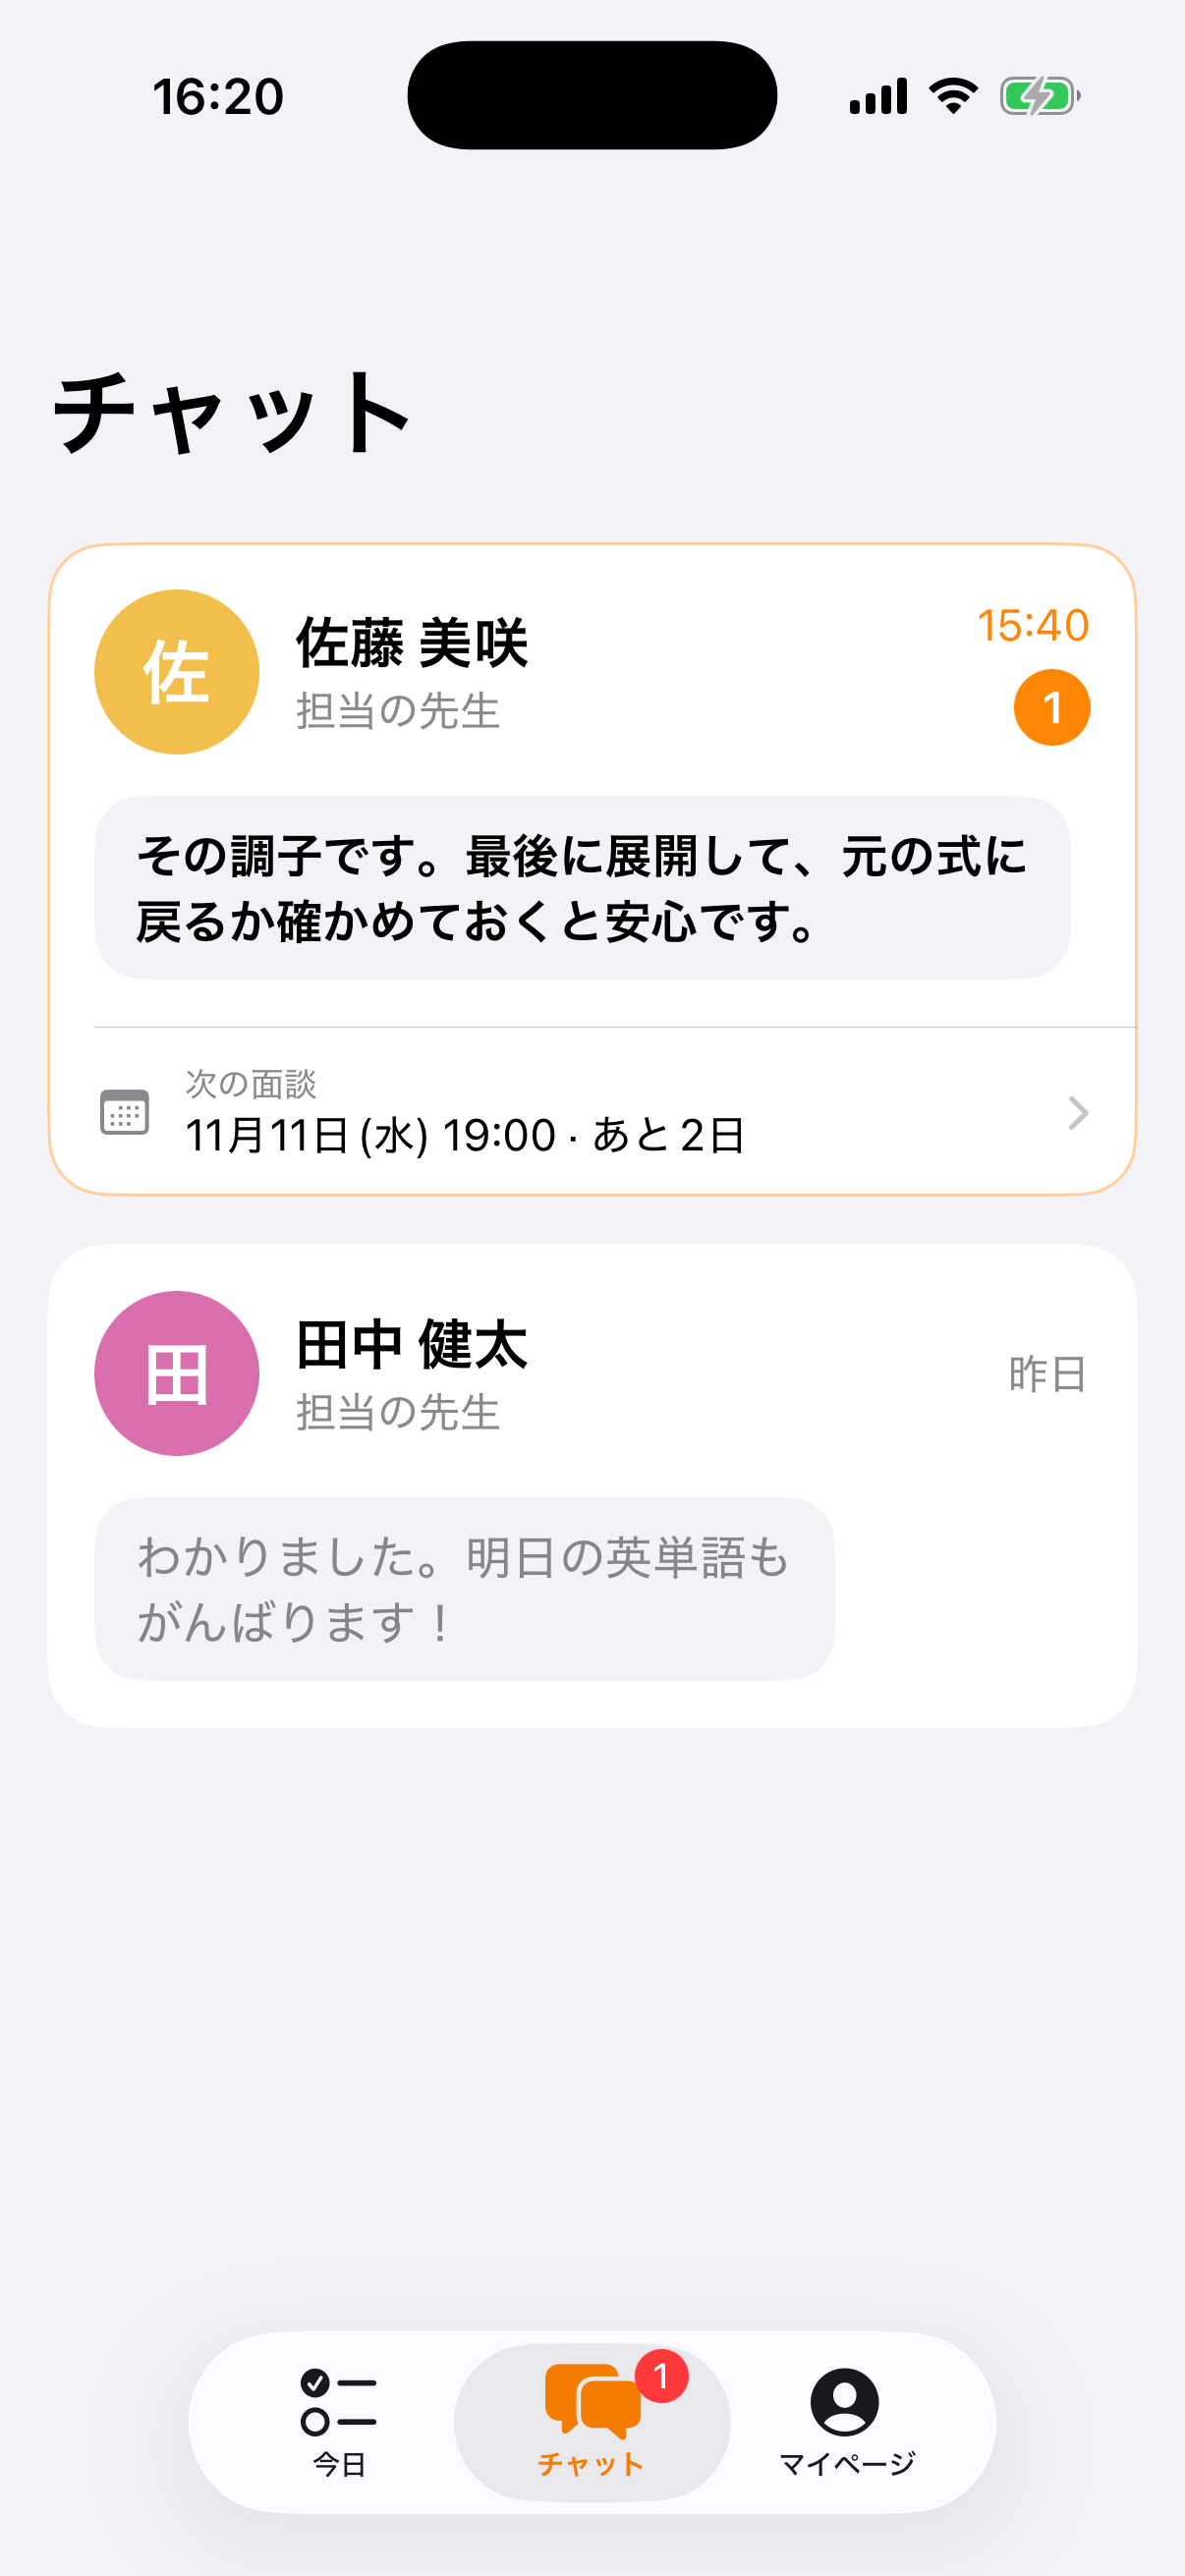 16:20
チャット
佐
佐藤 美咲
担当の先生
15:40
1
その調子です。最後に展開して、元の式に
戻るか確かめておくと安心です。
次の面談
11月11日(水) 19:00 · あと2日
田
田中 健太
担当の先生
昨日
わかりました。明日の英単語も
がんばります！
今日
チャット
1
マイページ